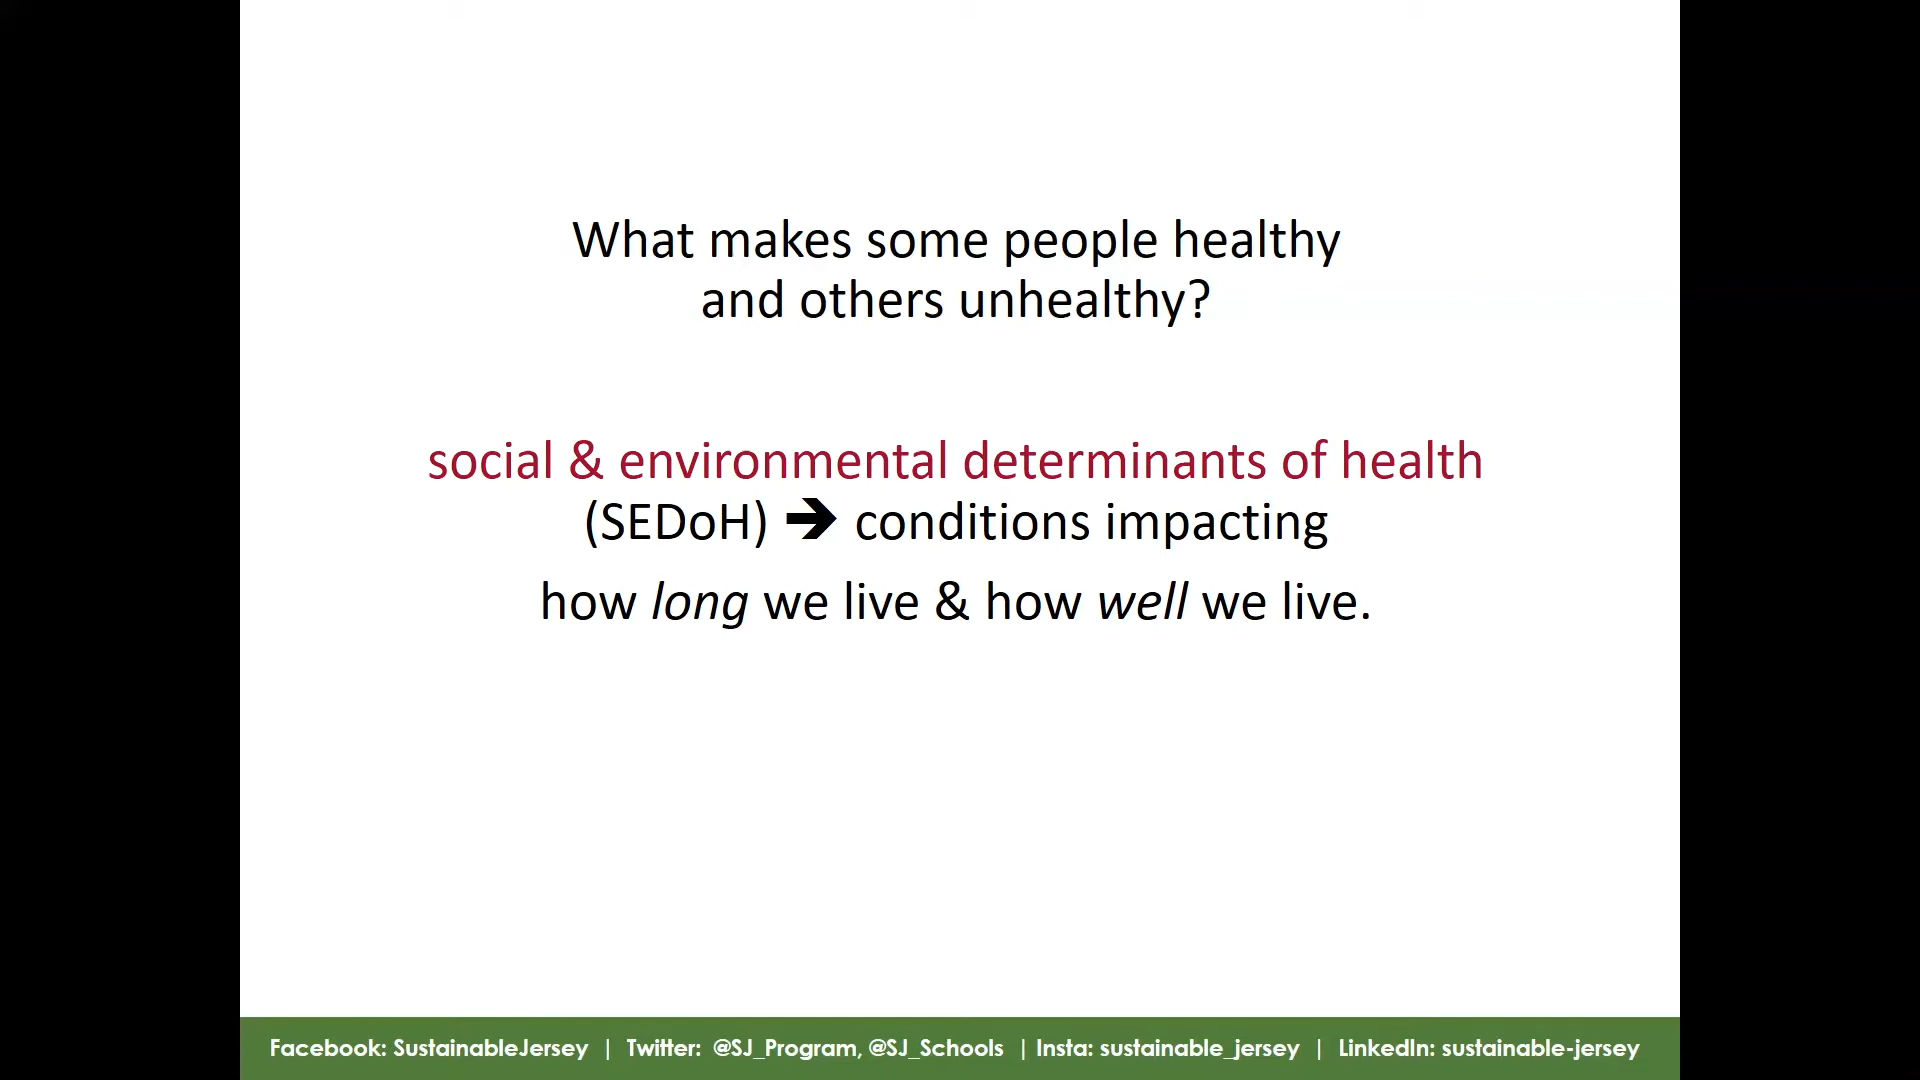 What makes some people healthy
and others unhealthy?
social & environmental determinants of health
(SEDoH) ➔ conditions impacting
how long we live & how well we live.
Facebook: SustainableJersey | Twitter: @SJ_Program, @SJ_Schools | Insta: sustainable_jersey | LinkedIn: sustainable-jersey